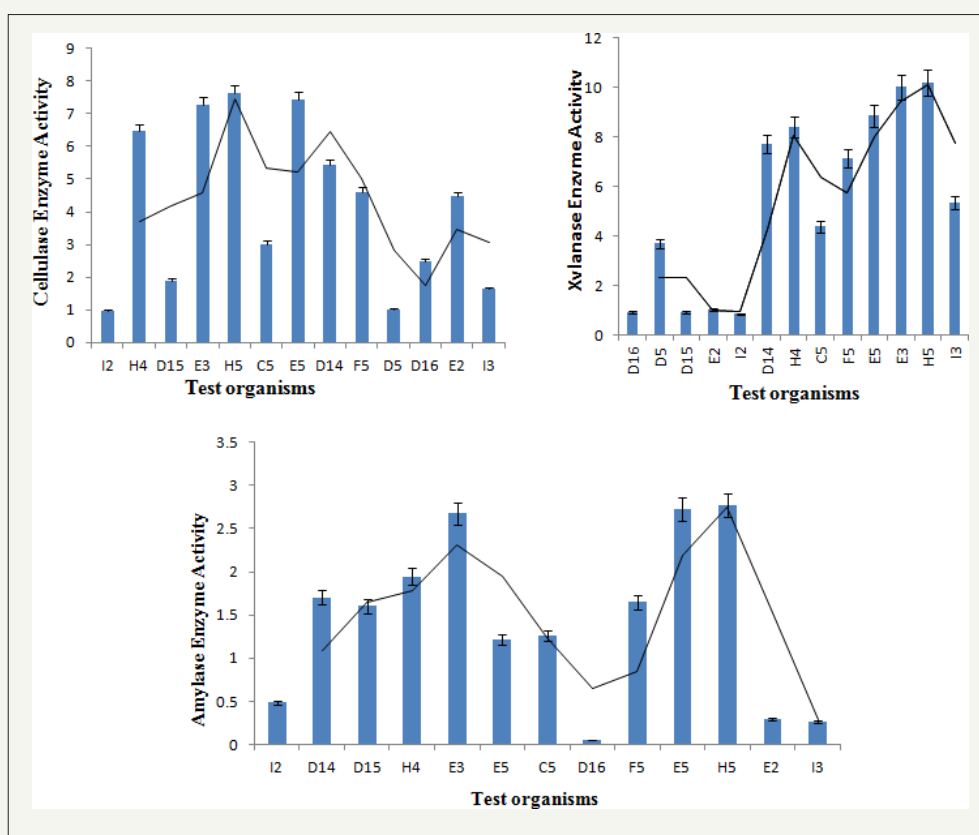 Cellulase Enzyme Activity
9
8
7
6
5
4
3
2
1
0
I2 H4 D15 E3 H5 C5 E5 D14 F5 D5 D16 E2 I3
Test organisms
Xylanase Enzyme Activity
12
10
8
6
4
2
0
D16 D5 D15 E2 I2 D14 H4 C5 F5 E5 E3 H5 I3
Test organisms
Amylase Enzyme Activity
3.5
3
2.5
2
1.5
1
0.5
0
I2 D14 D15 H4 E3 E5 C5 D16 F5 E5 H5 E2 I3
Test organisms